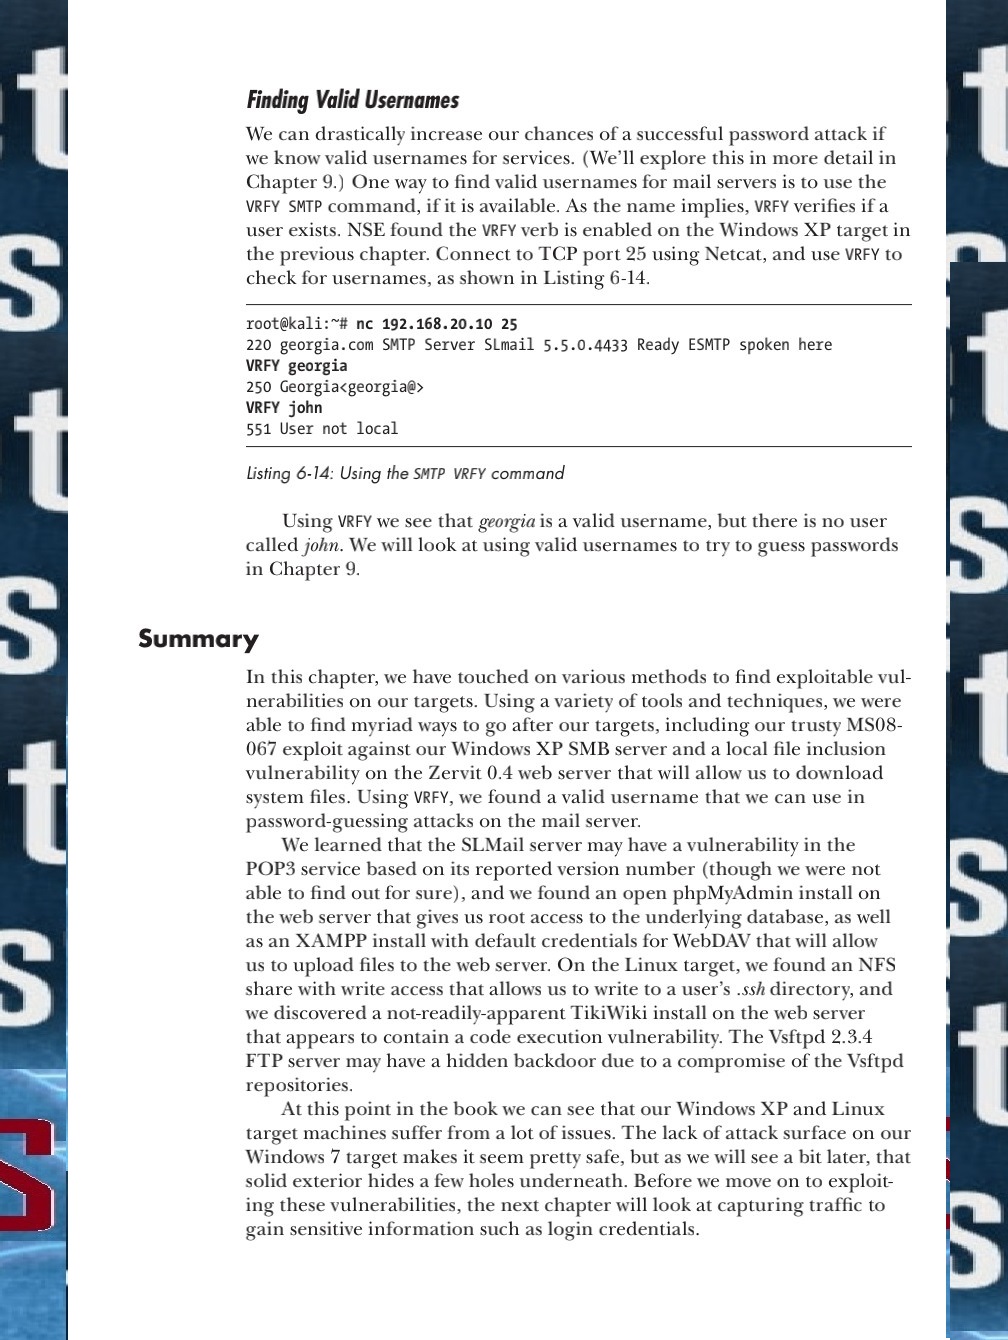 Finding Valid Usernames
We can drastically increase our chances of a successful password attack if
we know valid usernames for services. (We'll explore this in more detail in
Chapter 9.) One way to find valid usernames for mail servers is to use the
VRFY SMTP command, if it is available. As the name implies, VRFY verifies if a
user exists. NSE found the VRFY verb is enabled on the Windows XP target in
the previous chapter. Connect to TCP port 25 using Netcat, and use VRFY to
check for usernames, as shown in Listing 6-14.
root@kali:~# nc 192.168.20.10 25
220 georgia.com SMTP Server SLmail 5.5.0.4433 Ready ESMTP spoken here
VRFY georgia
250 Georgia<georgia@>
VRFY john
551 User not local
Listing 6-14: Using the SMTP VRFY command
Using VRFY we see that georgia is a valid username, but there is no user
called john. We will look at using valid usernames to try to guess passwords
in Chapter 9.
Summary
In this chapter, we have touched on various methods to find exploitable vul-
nerabilities on our targets. Using a variety of tools and techniques, we were
able to find myriad ways to go after our targets, including our trusty MS08-
067 exploit against our Windows XP SMB server and a local file inclusion
vulnerability on the Zervit 0.4 web server that will allow us to download
system files. Using VRFY, we found a valid username that we can use in
password-guessing attacks on the mail server.
We learned that the SLMail server may have a vulnerability in the
POP3 service based on its reported version number (though we were not
able to find out for sure), and we found an open phpMyAdmin install on
the web server that gives us root access to the underlying database, as well
as an XAMPP install with default credentials for WebDAV that will allow
us to upload files to the web server. On the Linux target, we found an NFS
share with write access that allows us to write to a user's .ssh directory, and
we discovered a not-readily-apparent TikiWiki install on the web server
that appears to contain a code execution vulnerability. The Vsftpd 2.3.4
FTP server may have a hidden backdoor due to a compromise of the Vsftpd
repositories.
At this point in the book we can see that our Windows XP and Linux
target machines suffer from a lot of issues. The lack of attack surface on our
Windows 7 target makes it seem pretty safe, but as we will see a bit later, that
solid exterior hides a few holes underneath. Before we move on to exploit-
ing these vulnerabilities, the next chapter will look at capturing traffic to
gain sensitive information such as login credentials.